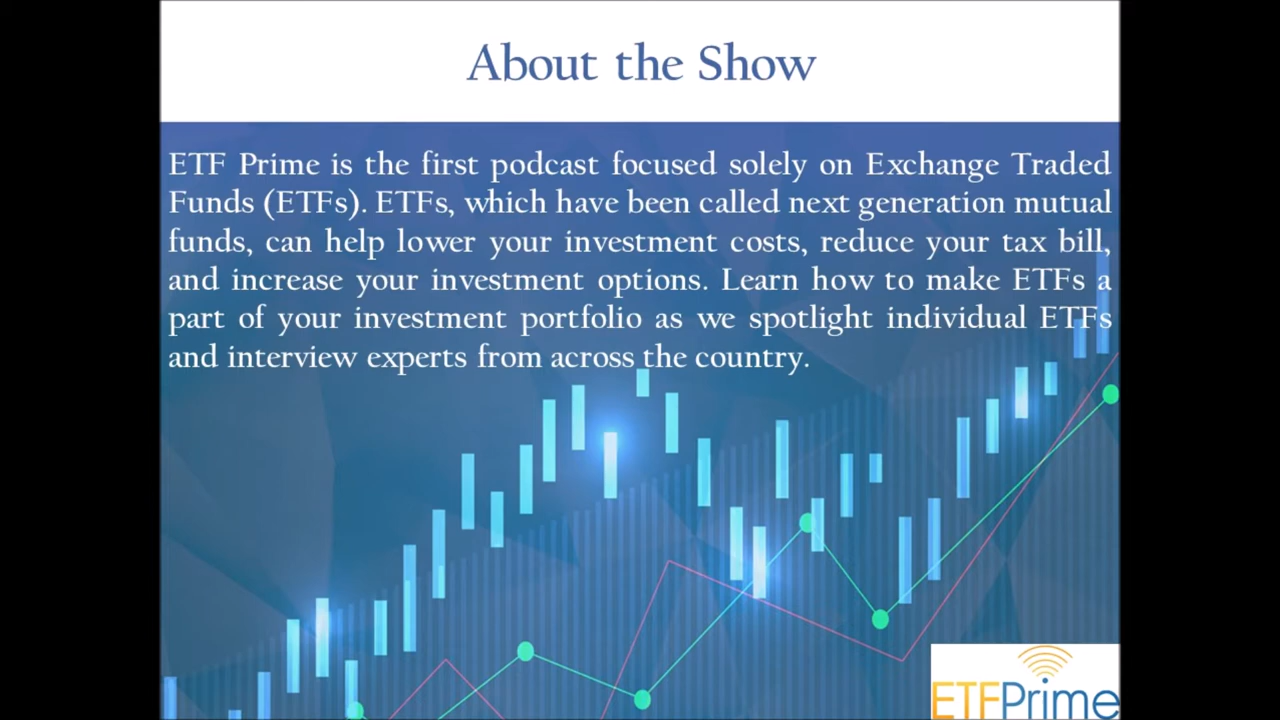 About the Show
ETF Prime is the first podcast focused solely on Exchange Traded
Funds (ETFs). ETFs, which have been called next generation mutual
funds, can help lower your investment costs, reduce your tax bill,
and increase your investment options. Learn how to make ETFs a
part of your investment portfolio as we spotlight individual ETFs
and interview experts from across the country.
ETFPrime